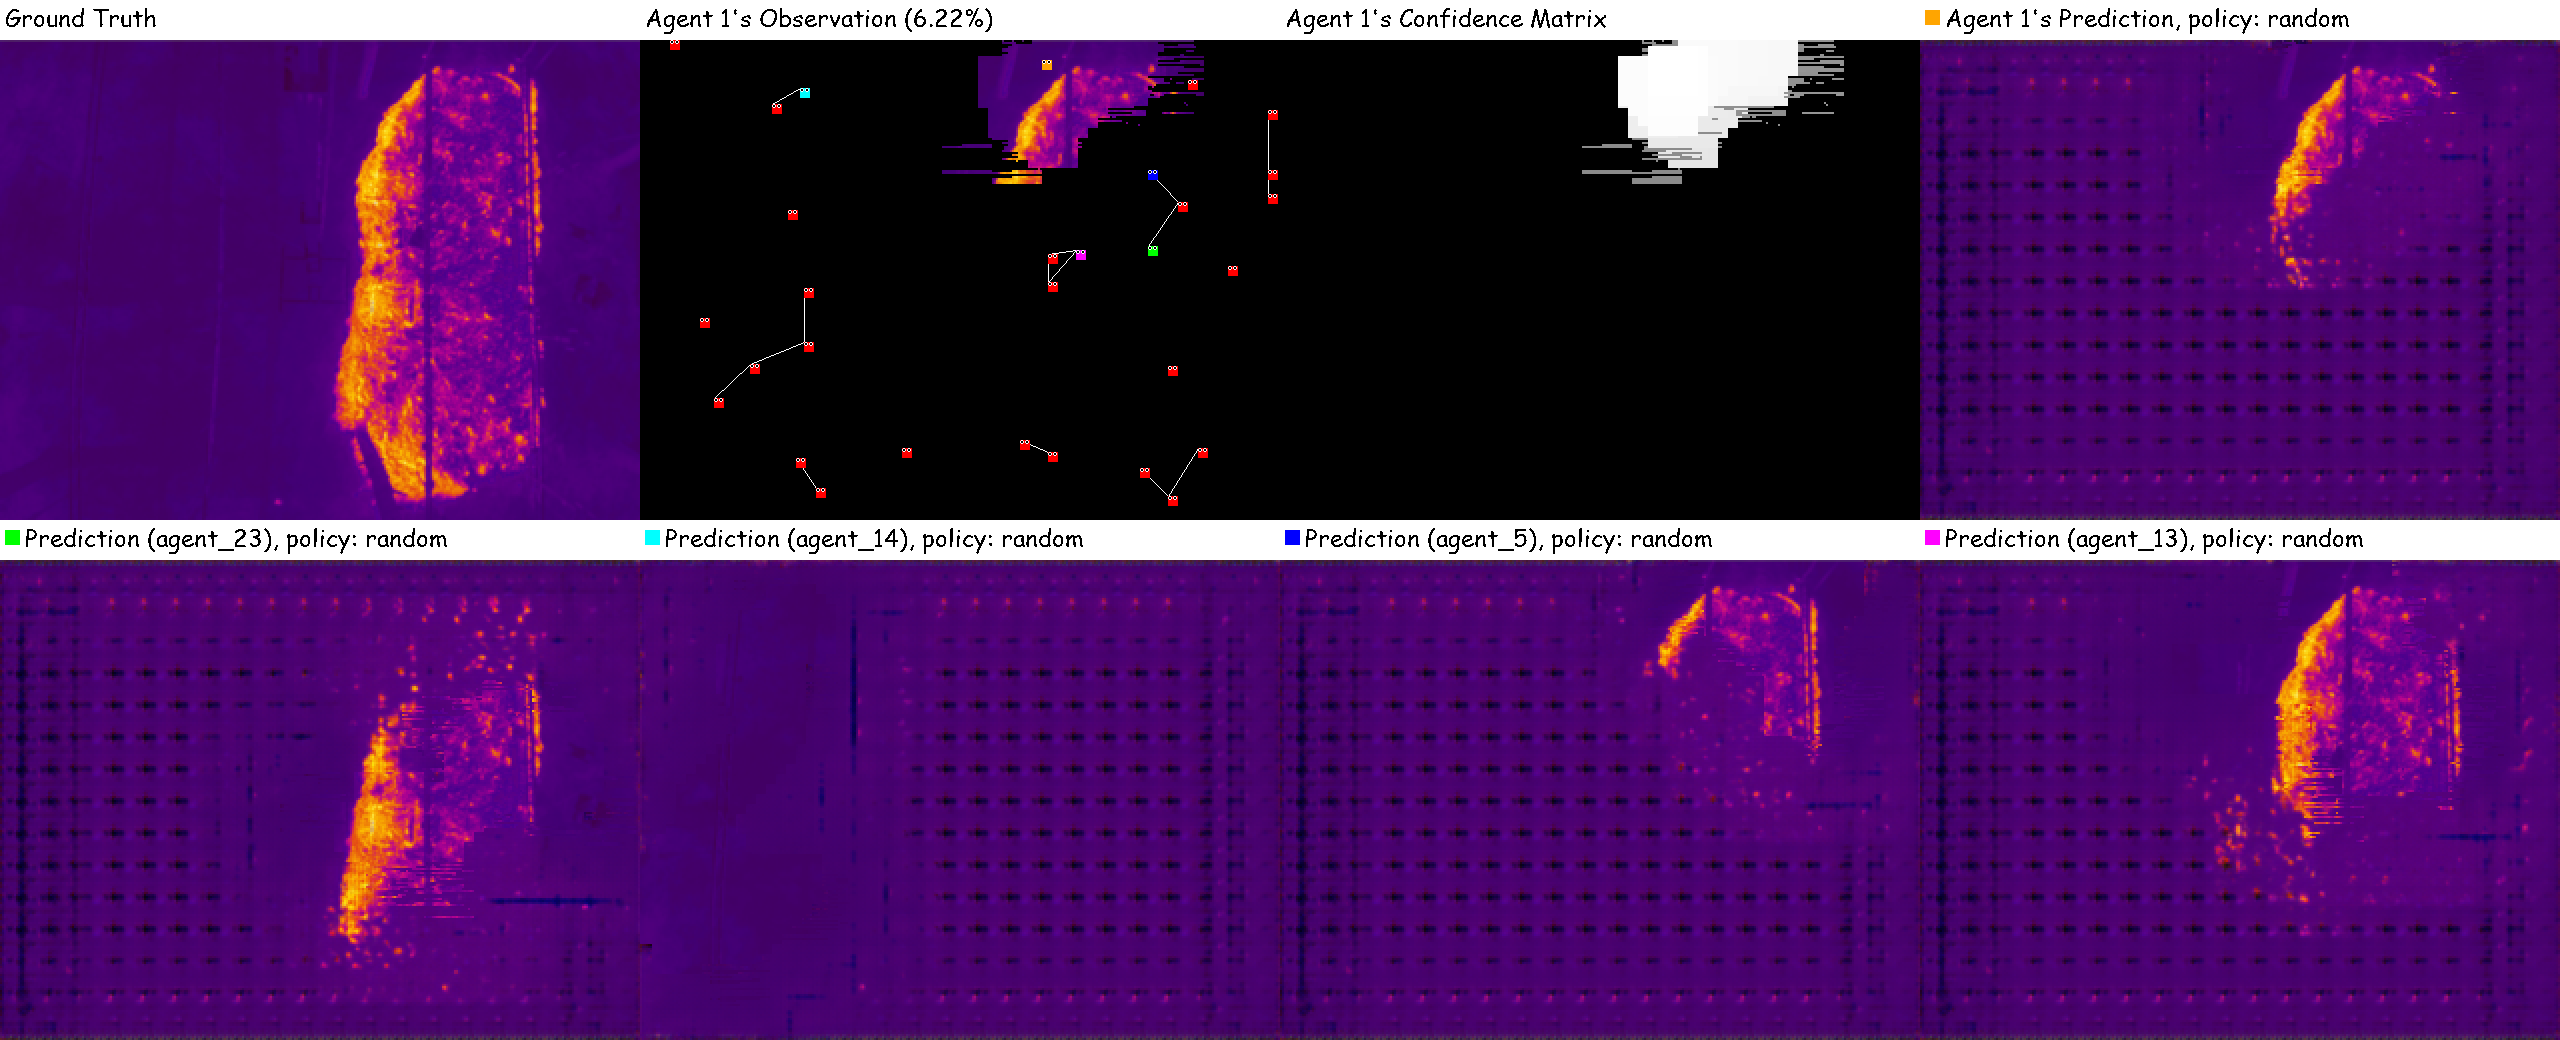 Ground Truth
Agent 1's Observation (6.22%)
Agent 1's Confidence Matrix
Agent 1's Prediction, policy: random
Prediction (agent_23), policy: random
Prediction (agent_14), policy: random
Prediction (agent_5), policy: random
Prediction (agent_13), policy: random